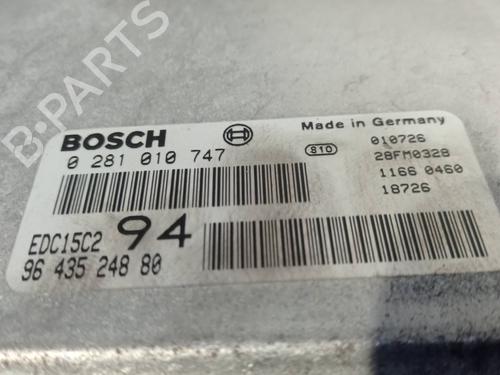 B-PARTS
BOSCH
Made in Germany
0 281 010 747
810
010726
28FM0328
1166 0460
18726
EDC15C2 94
96 435 248 80